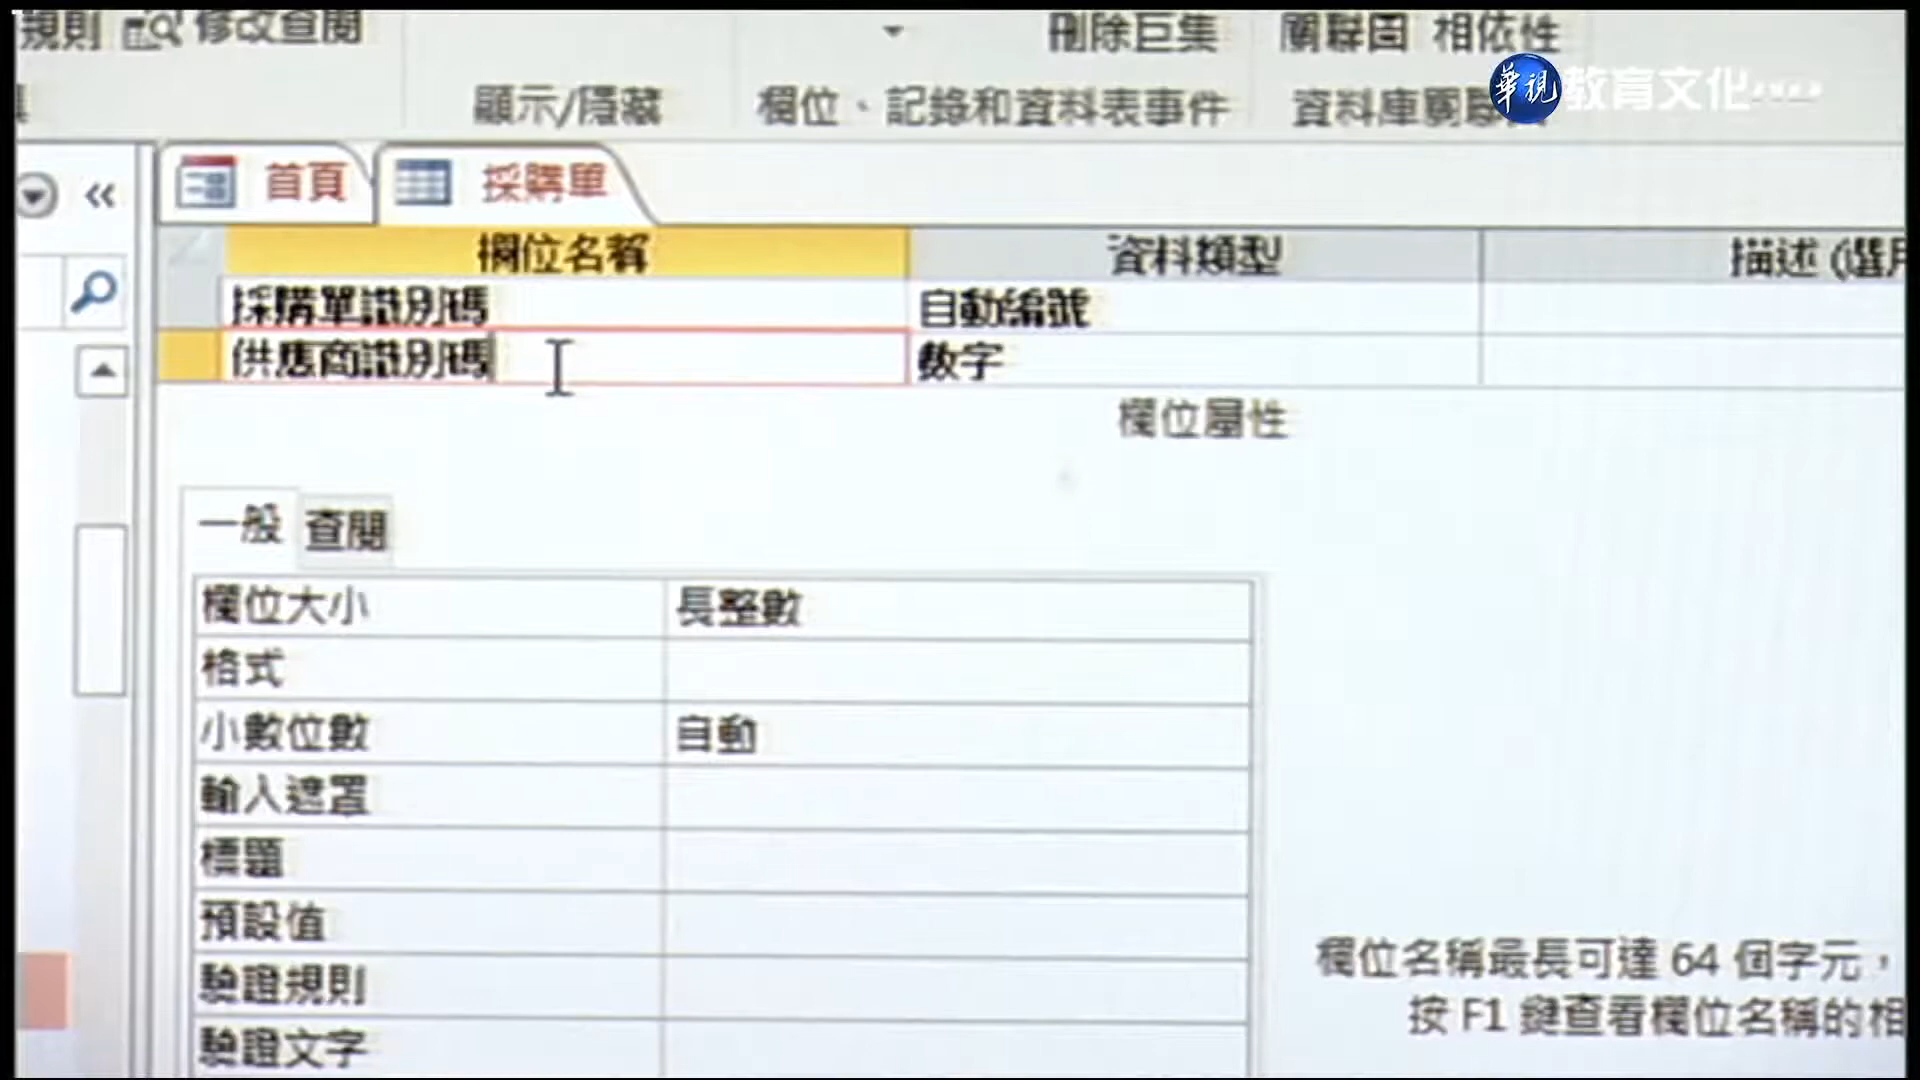 規則 修改查閱
刪除巨集
關聯圖 相依性
顯示/隱藏
欄位、記錄和資料表事件
資料庫關聯圖
華視教育文化
首頁
採購單
欄位名稱
資料類型
描述 (選用
採購單識別碼
自動編號
供應商識別碼
數字
欄位屬性
一般
查閱
欄位大小
長整數
格式
小數位數
自動
輸入遮罩
標題
預設值
驗證規則
驗證文字
欄位名稱最長可達 64 個字元，
按 F1 鍵查看欄位名稱的相